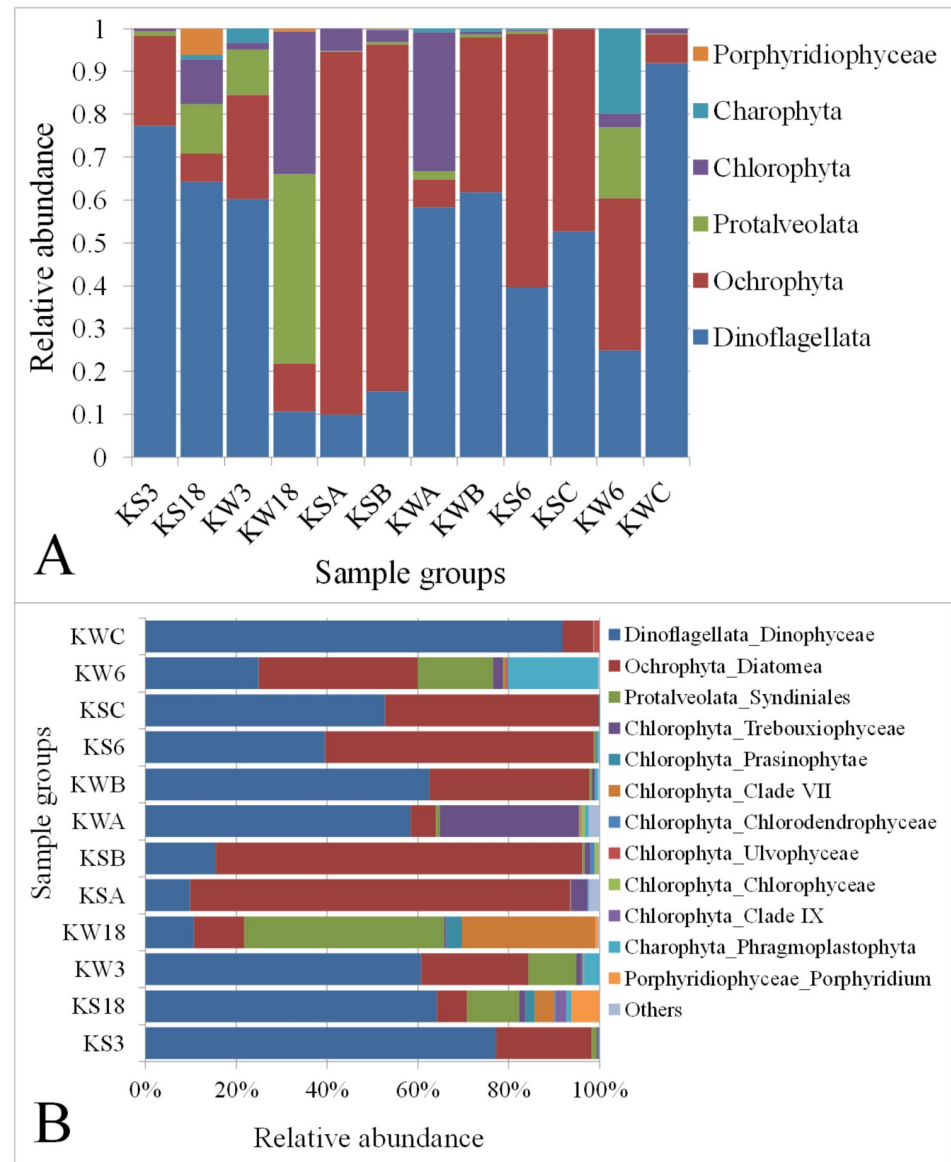 1
0.9
0.8
0.7
0.6
0.5
0.4
0.3
0.2
0.1
0
Relative abundance
KS3 KS18 KW3 KW18 KSA KSB KWA KWB KS6 KSC KW6 KWC
Sample groups
A
Porphyridiophyceae
Charophyta
Chlorophyta
Protalveolata
Ochrophyta
Dinoflagellata
KWC
KW6
KSC
KS6
KWB
KWA
KSB
KSA
KW18
KW3
KS18
KS3
Sample groups
0% 20% 40% 60% 80% 100%
Relative abundance
B
Dinoflagellata_Dinophyceae
Ochrophyta_Diatomea
Protalveolata_Syndiniales
Chlorophyta_Trebouxiophyceae
Chlorophyta_Prasinophytae
Chlorophyta_Clade VII
Chlorophyta_Chlorodendrophyceae
Chlorophyta_Ulvophyceae
Chlorophyta_Chlorophyceae
Chlorophyta_Clade IX
Charophyta_Phragmoplastophyta
Porphyridiophyceae_Porphyridium
Others